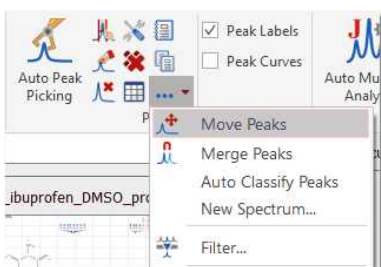 Auto Peak
Picking
Peak Labels
Peak Curves
Auto Mu
Analy
P
Move Peaks
Merge Peaks
Auto Classify Peaks
New Spectrum...
_ibuprofen_DMSO_pro
Filter...